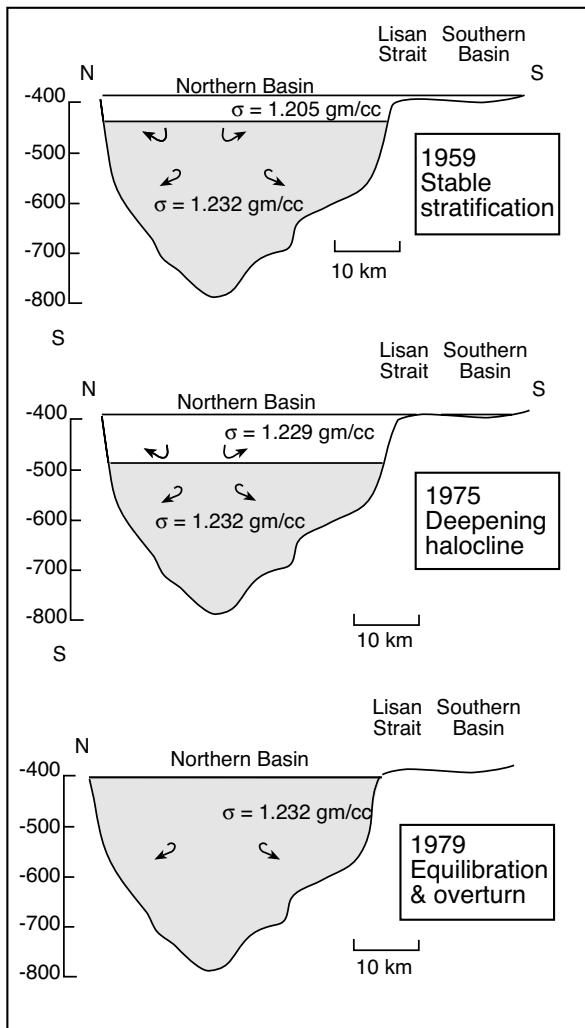 Lisan Southern
Strait Basin
N S
Northern Basin
-400
σ = 1.205 gm/cc
-500
-600
σ = 1.232 gm/cc
-700
-800
1959
Stable
stratification
10 km
S
Lisan Southern
Strait Basin
N S
Northern Basin
-400
σ = 1.229 gm/cc
-500
-600
σ = 1.232 gm/cc
-700
-800
1975
Deepening
halocline
10 km
S
Lisan Southern
Strait Basin
N
Northern Basin
-400
σ = 1.232 gm/cc
-500
-600
-700
-800
1979
Equilibration
& overturn
10 km